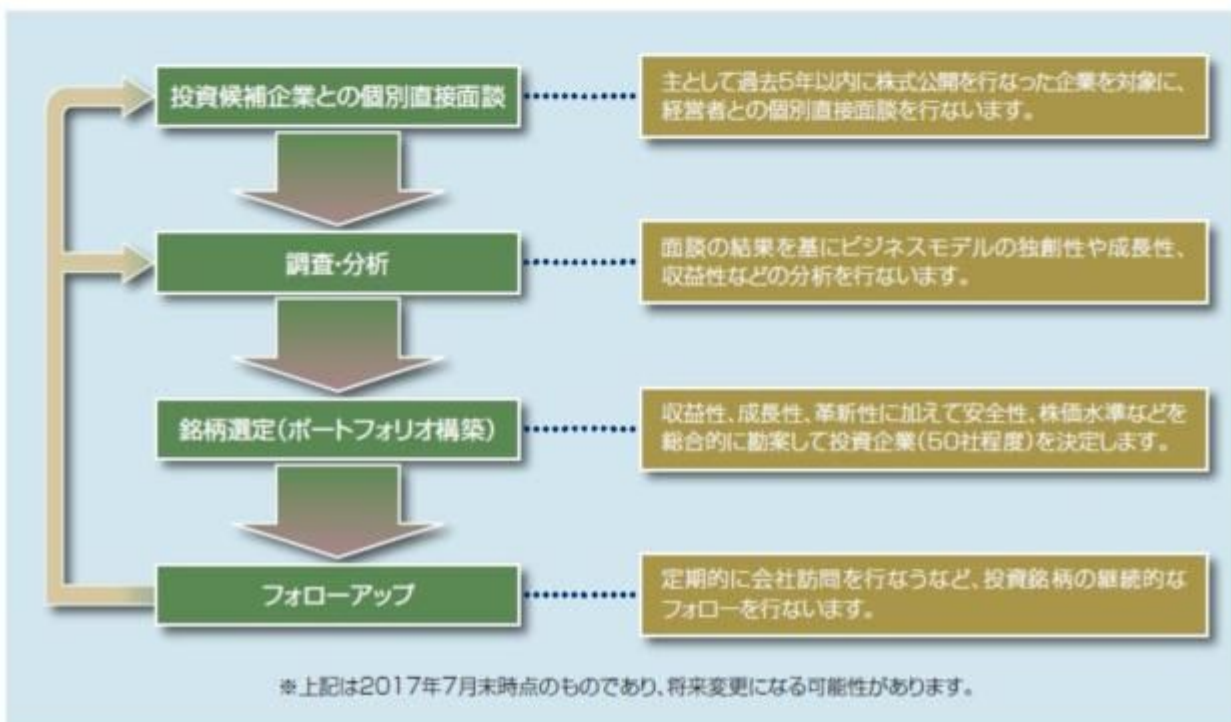 投資候補企業との個別直接面談
主として過去5年以内に株式公開を行なった企業を対象に、
経営者との個別直接面談を行ないます。
調査・分析
面談の結果を基にビジネスモデルの独創性や成長性、
収益性などの分析を行ないます。
銘柄選定(ポートフォリオ構築)
収益性、成長性、革新性に加えて安全性、株価水準などを
総合的に勘案して投資企業(50社程度)を決定します。
フォローアップ
定期的に会社訪問を行なうなど、投資銘柄の継続的な
フォローを行ないます。
※上記は2017年7月末時点のものであり、将来変更になる可能性があります。